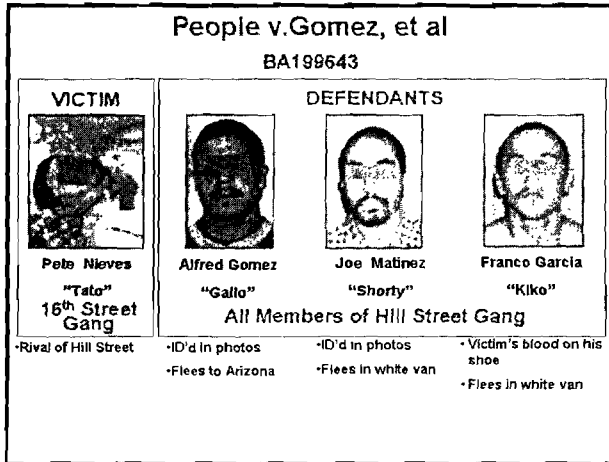 People v.Gomez, et al
BA199643
VICTIM
Pete Nieves
"Tato"
16th Street
Gang
•Rival of Hill Street
DEFENDANTS
Alfred Gomez
"Gallo"
Joe Matinez
"Shorty"
Franco Garcia
"Kiko"
All Members of Hill Street Gang
•ID'd in photos
•Flees to Arizona
•ID'd in photos
•Flees in white van
•Victim's blood on his
shoe
•Flees in white van